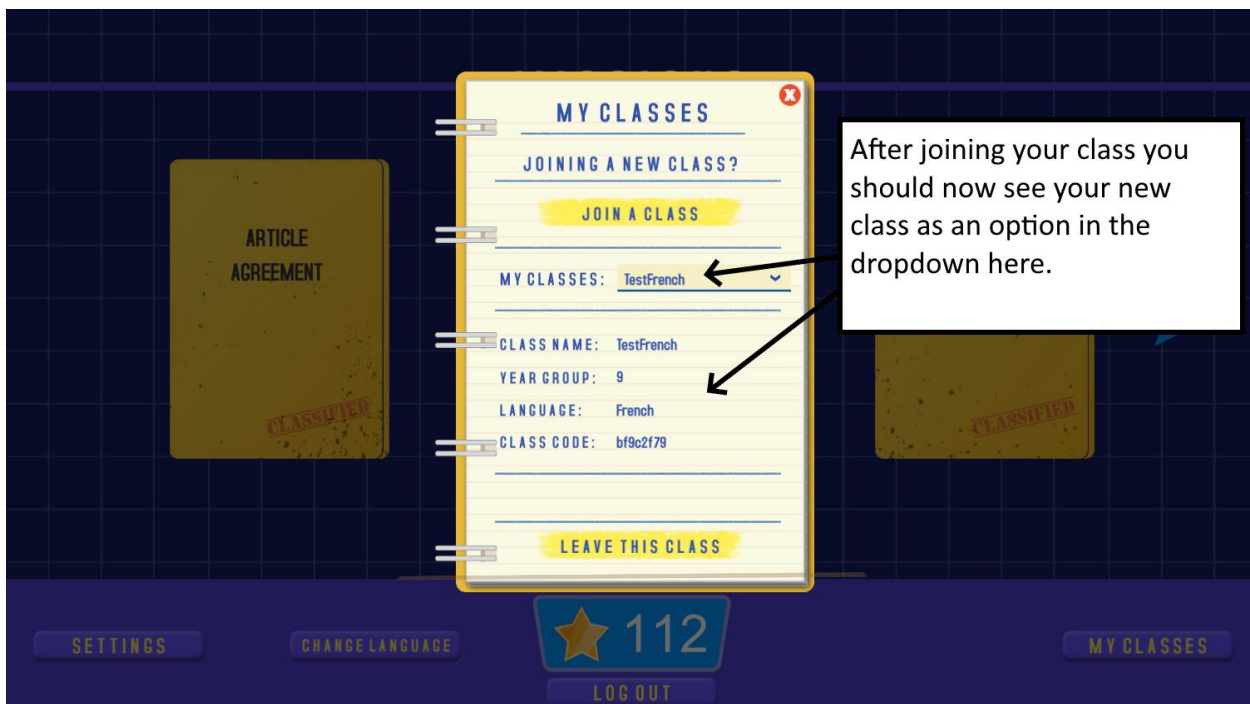 MY CLASSES
JOINING A NEW CLASS?
JOIN A CLASS
MY CLASSES: TestFrench
CLASS NAME: TestFrench
YEAR GROUP: 9
LANGUAGE: French
CLASS CODE: bf9c2f79
LEAVE THIS CLASS
After joining your class you
should now see your new
class as an option in the
dropdown here.
ARTICLE
AGREEMENT
CLASSIFIED
CLASSIFIED
SETTINGS
CHANGE LANGUAGE
112
LOG OUT
MY CLASSES